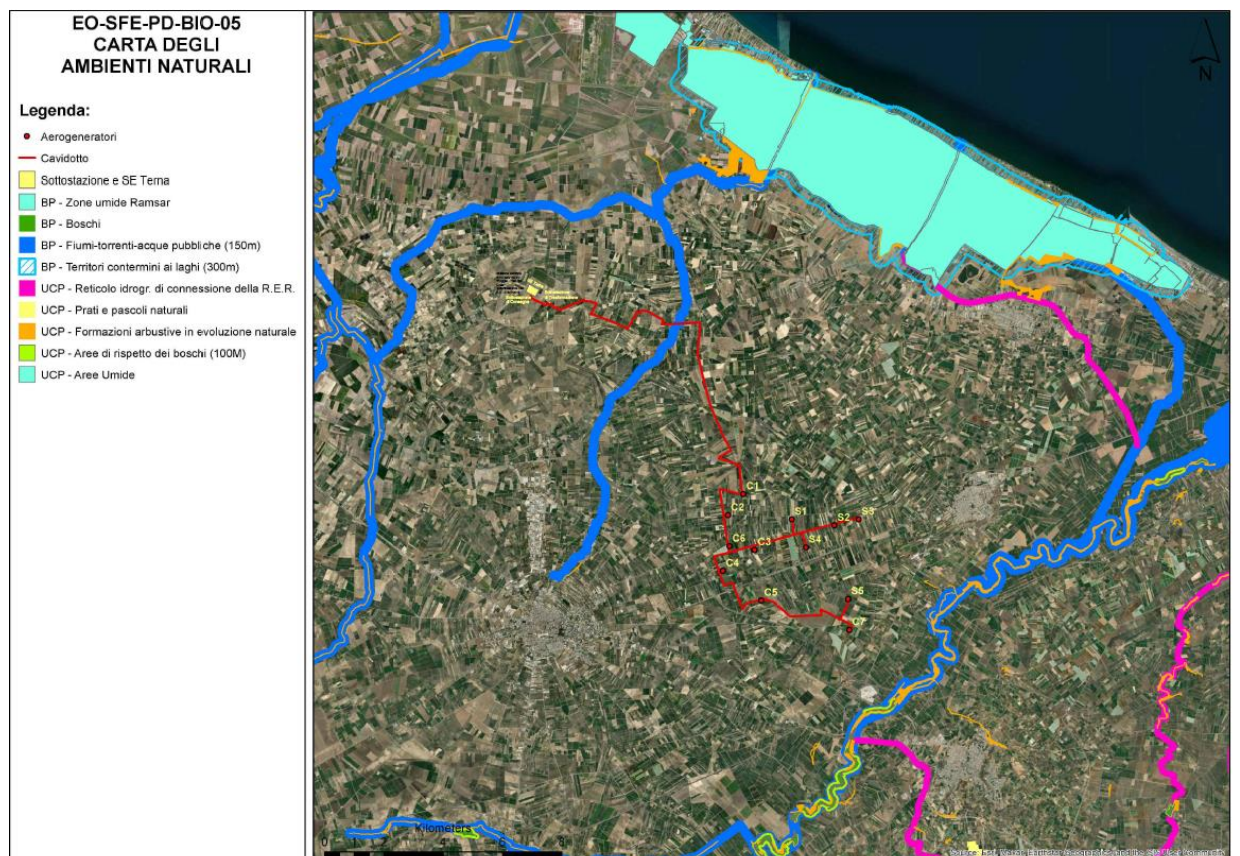 EO-SFE-PD-BIO-05
CARTA DEGLI
AMBIENTI NATURALI
Legenda:
Aerogeneratori
Cavidotto
Sottostazione e SE Terna
BP - Zone umide Ramsar
BP - Boschi
BP - Fiumi-torrenti-acque pubbliche (150m)
BP - Territori contermini ai laghi (300m)
UCP - Reticolo idrogr. di connessione della R.E.R.
UCP - Prati e pascoli naturali
UCP - Formazioni arbustive in evoluzione naturale
UCP - Aree di rispetto dei boschi (100M)
UCP - Aree Umide
N
C1
C2
S1
S2
S3
C6
C3
S4
C4
C5
S5
C7
Kilometers
0